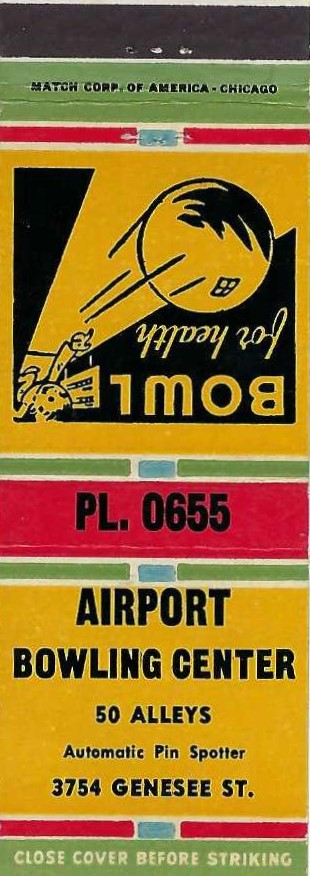 MATCH CORP. OF AMERICA - CHICAGO
BOWL
for health
PL. 0655
AIRPORT
BOWLING CENTER
50 ALLEYS
Automatic Pin Spotter
3754 GENESEE ST.
CLOSE COVER BEFORE STRIKING